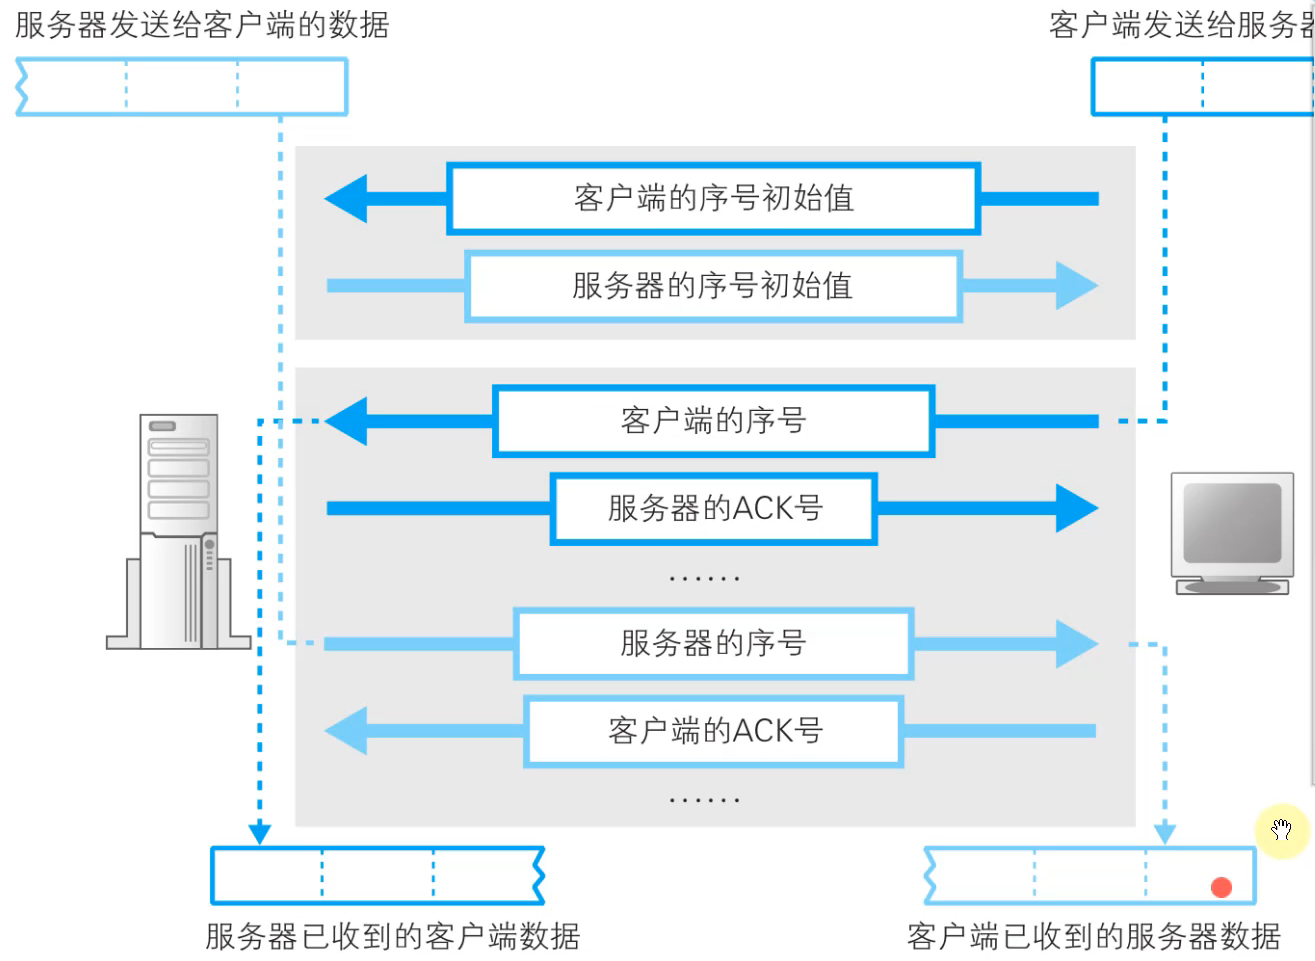 服务器发送给客户端的数据
客户端发送给服务
客户端的序号初始值
服务器的序号初始值
客户端的序号
服务器的ACK号
......
服务器的序号
客户端的ACK号
......
服务器已收到的客户端数据
客户端已收到的服务器数据